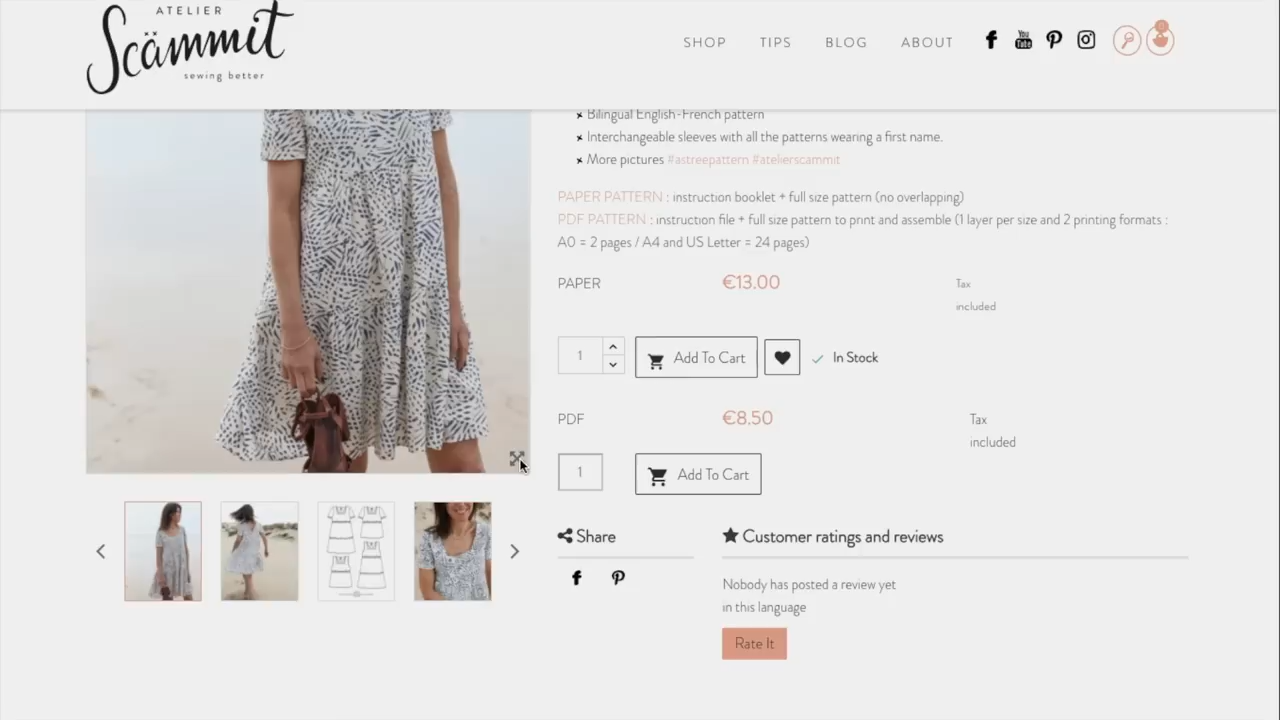 ATELIER
Scämmit
sewing better
SHOP TIPS BLOG ABOUT
You
Tube
0
Bilingual English-French pattern
Interchangeable sleeves with all the patterns wearing a first name.
More pictures #astreepattern #atelierscammit
PAPER PATTERN : instruction booklet + full size pattern (no overlapping)
PDF PATTERN : instruction file + full size pattern to print and assemble (1 layer per size and 2 printing formats :
A0 = 2 pages / A4 and US Letter = 24 pages)
PAPER €13.00 Tax
included
1 Add To Cart In Stock
PDF €8.50 Tax
included
1 Add To Cart
Share
Customer ratings and reviews
Nobody has posted a review yet
in this language
Rate It